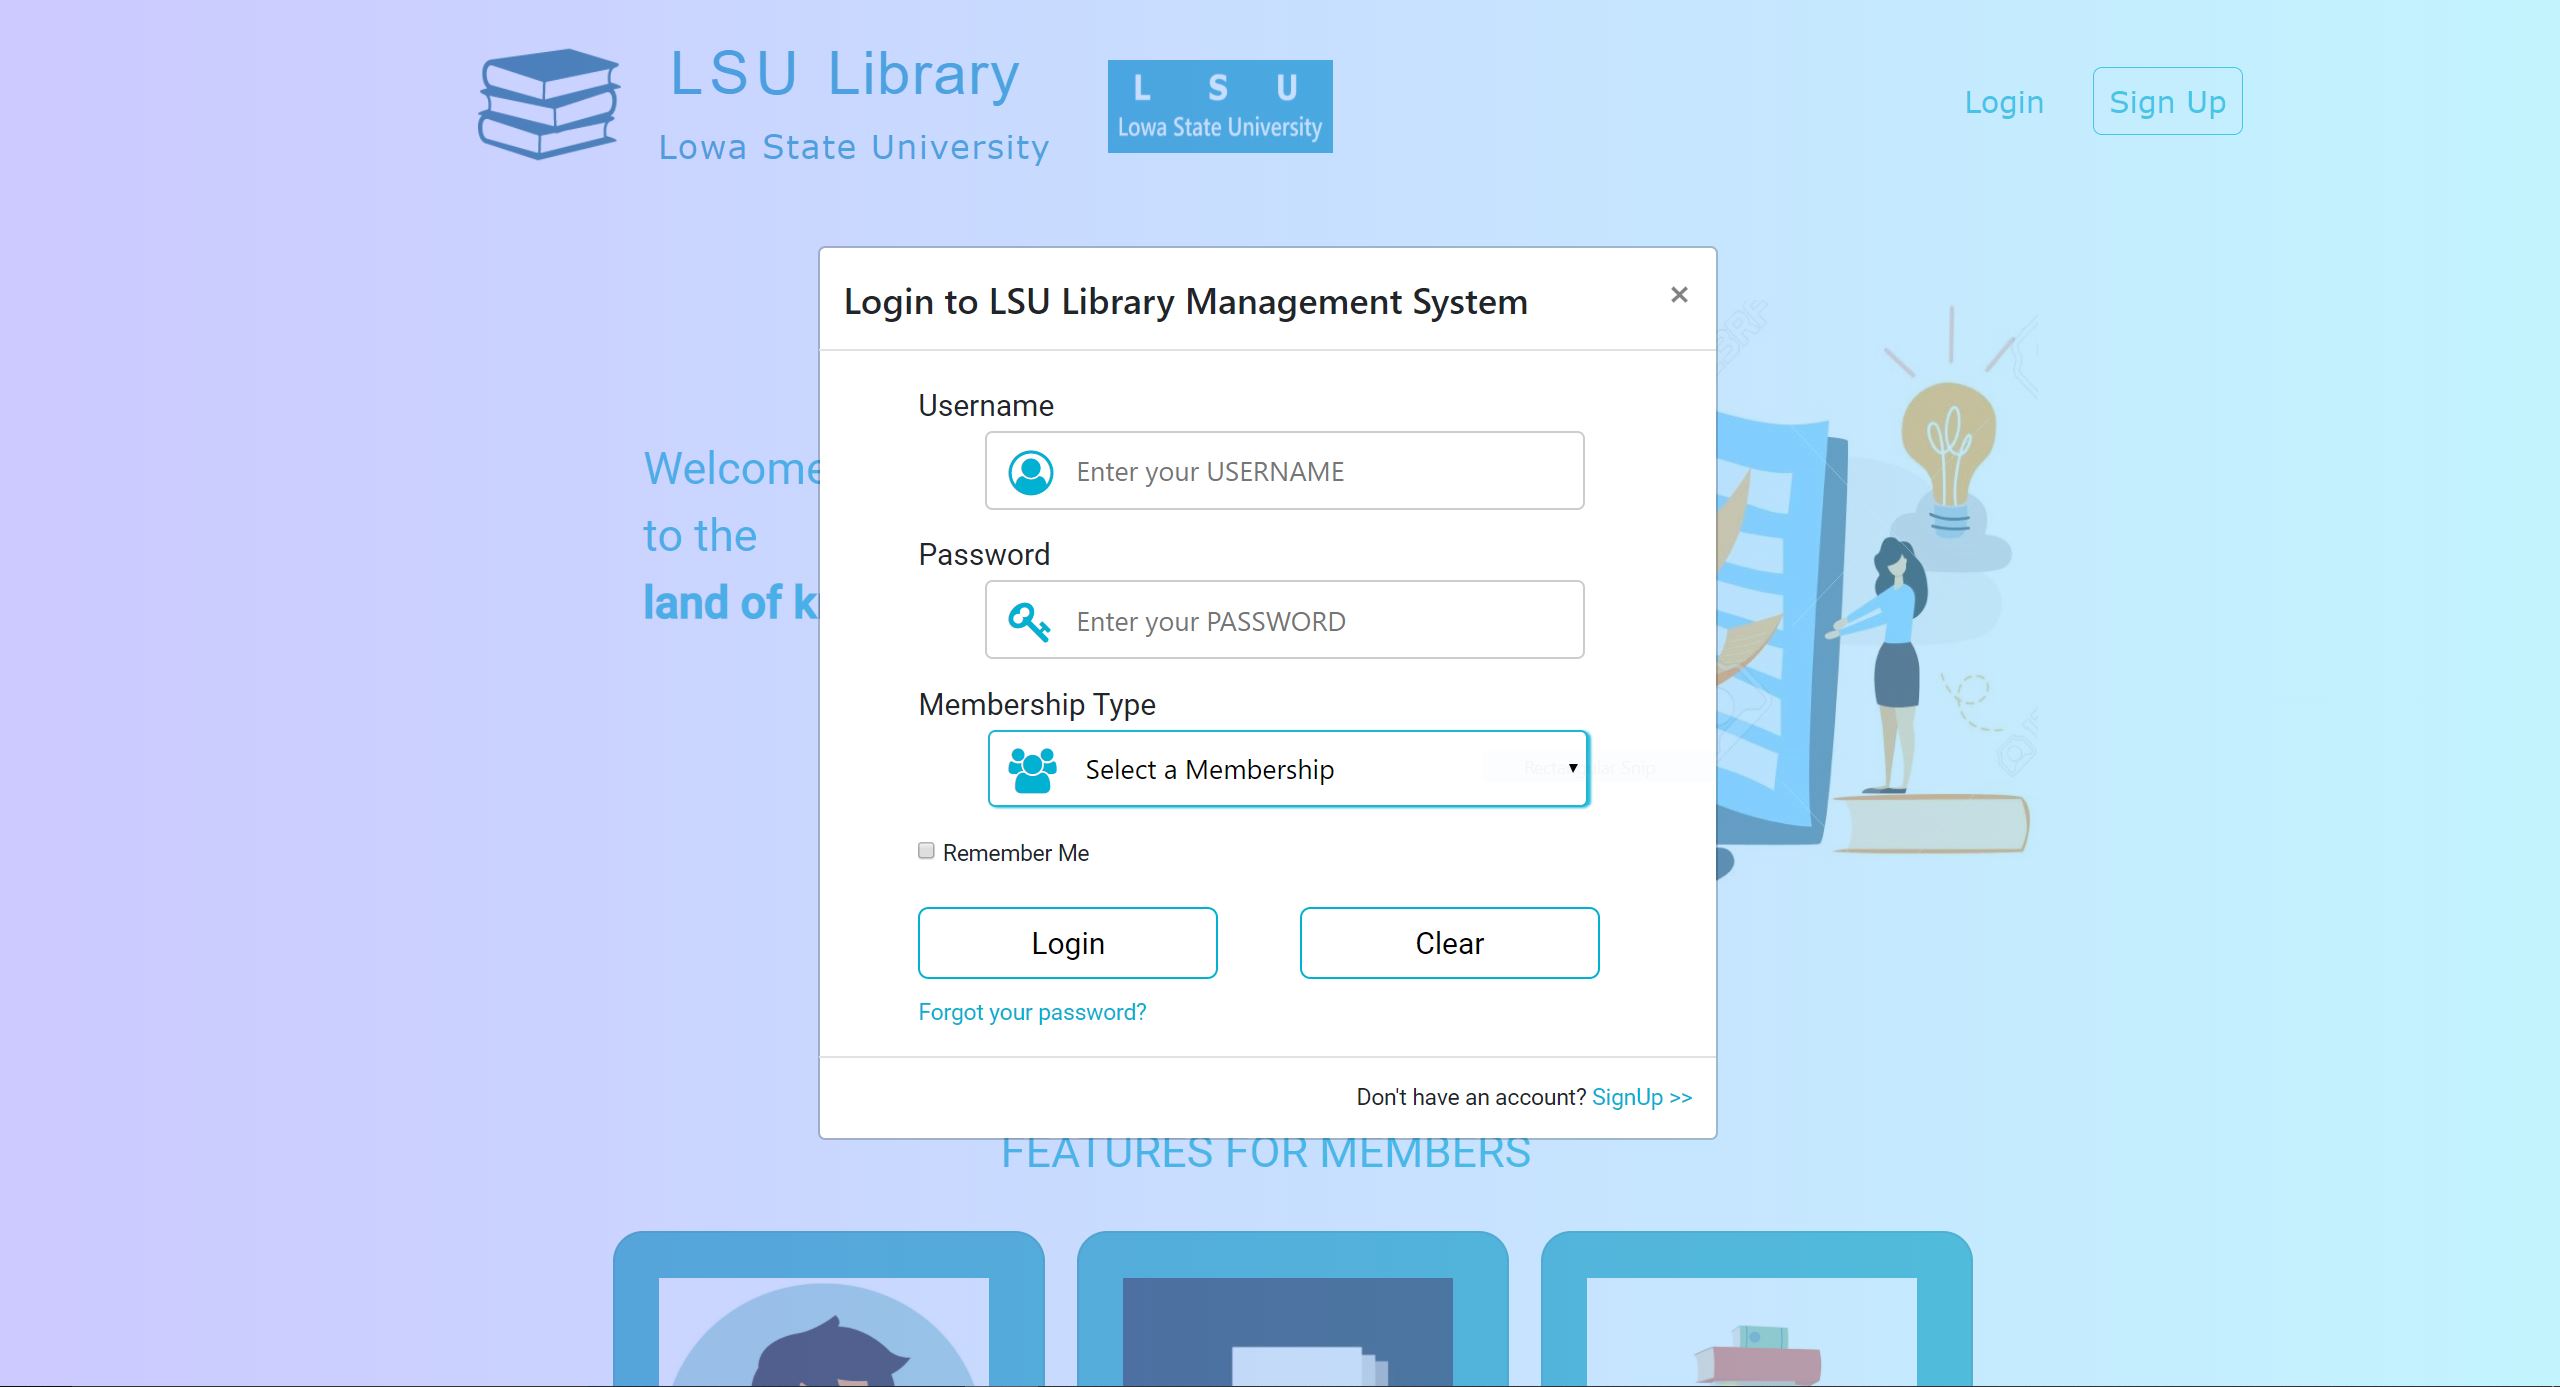 LSU Library
Lowa State University
L S U
Lowa State University
Login
Sign Up
Login to LSU Library Management System
×
Welcome
to the
land of k
Username
Enter your USERNAME
Password
Enter your PASSWORD
Membership Type
Select a Membership
Rectangular Snip
Remember Me
Login
Clear
Forgot your password?
Don't have an account? SignUp >>
FEATURES FOR MEMBERS